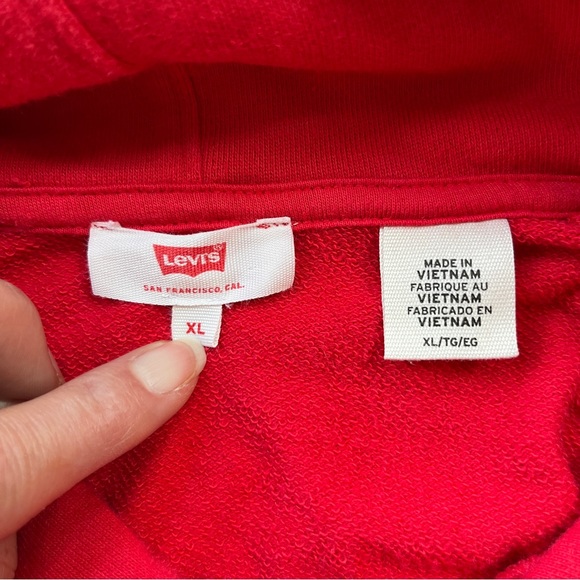 Levi's
SAN FRANCISCO, CAL.
XL
MADE IN
VIETNAM
FABRIQUE AU
VIETNAM
FABRICADO EN
VIETNAM
XL/TG/EG